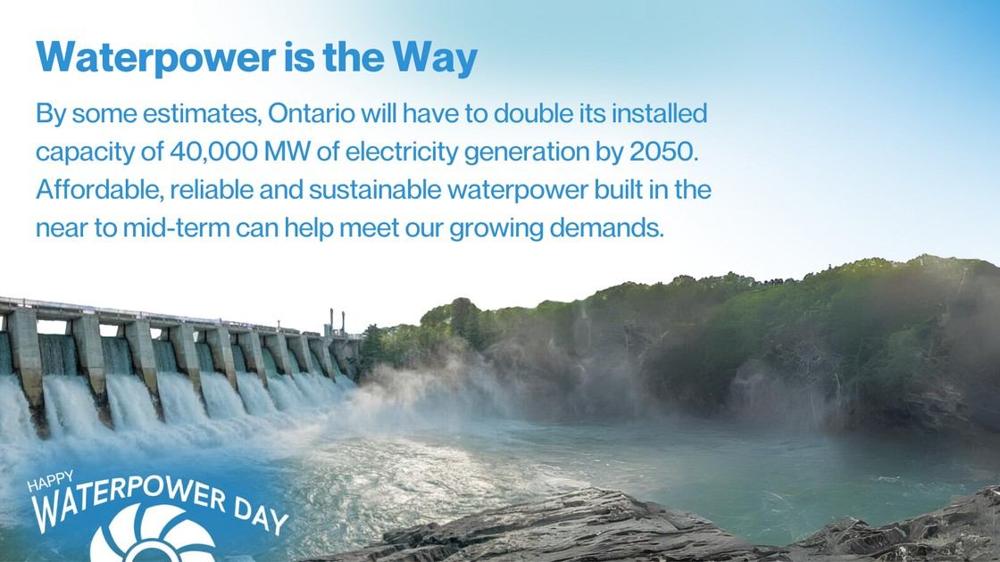 Waterpower is the Way
By some estimates, Ontario will have to double its installed
capacity of 40,000 MW of electricity generation by 2050.
Affordable, reliable and sustainable waterpower built in the
near to mid-term can help meet our growing demands.
HAPPY
WATERPOWER DAY